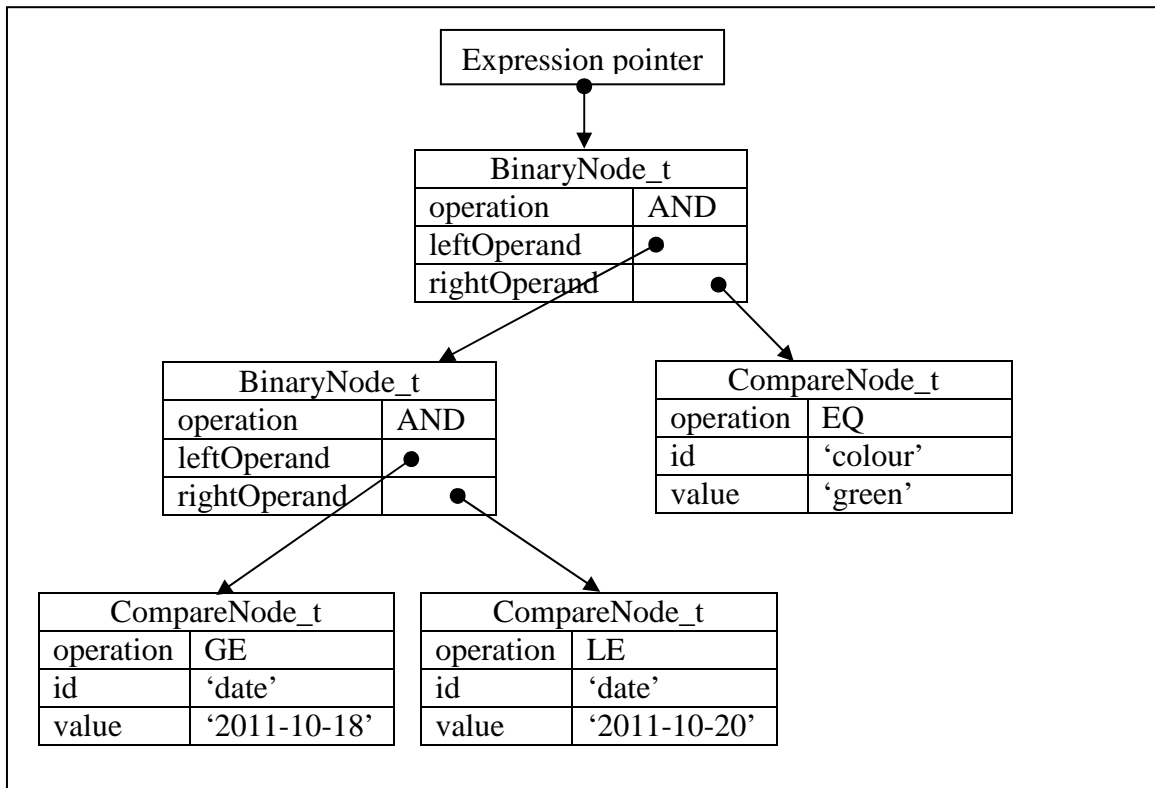 Expression pointer
BinaryNode_t
operation AND
leftOperand
rightOperand
BinaryNode_t
operation AND
leftOperand
rightOperand
CompareNode_t
operation EQ
id ‘colour’
value ‘green’
CompareNode_t
operation GE
id ‘date’
value ‘2011-10-18’
CompareNode_t
operation LE
id ‘date’
value ‘2011-10-20’